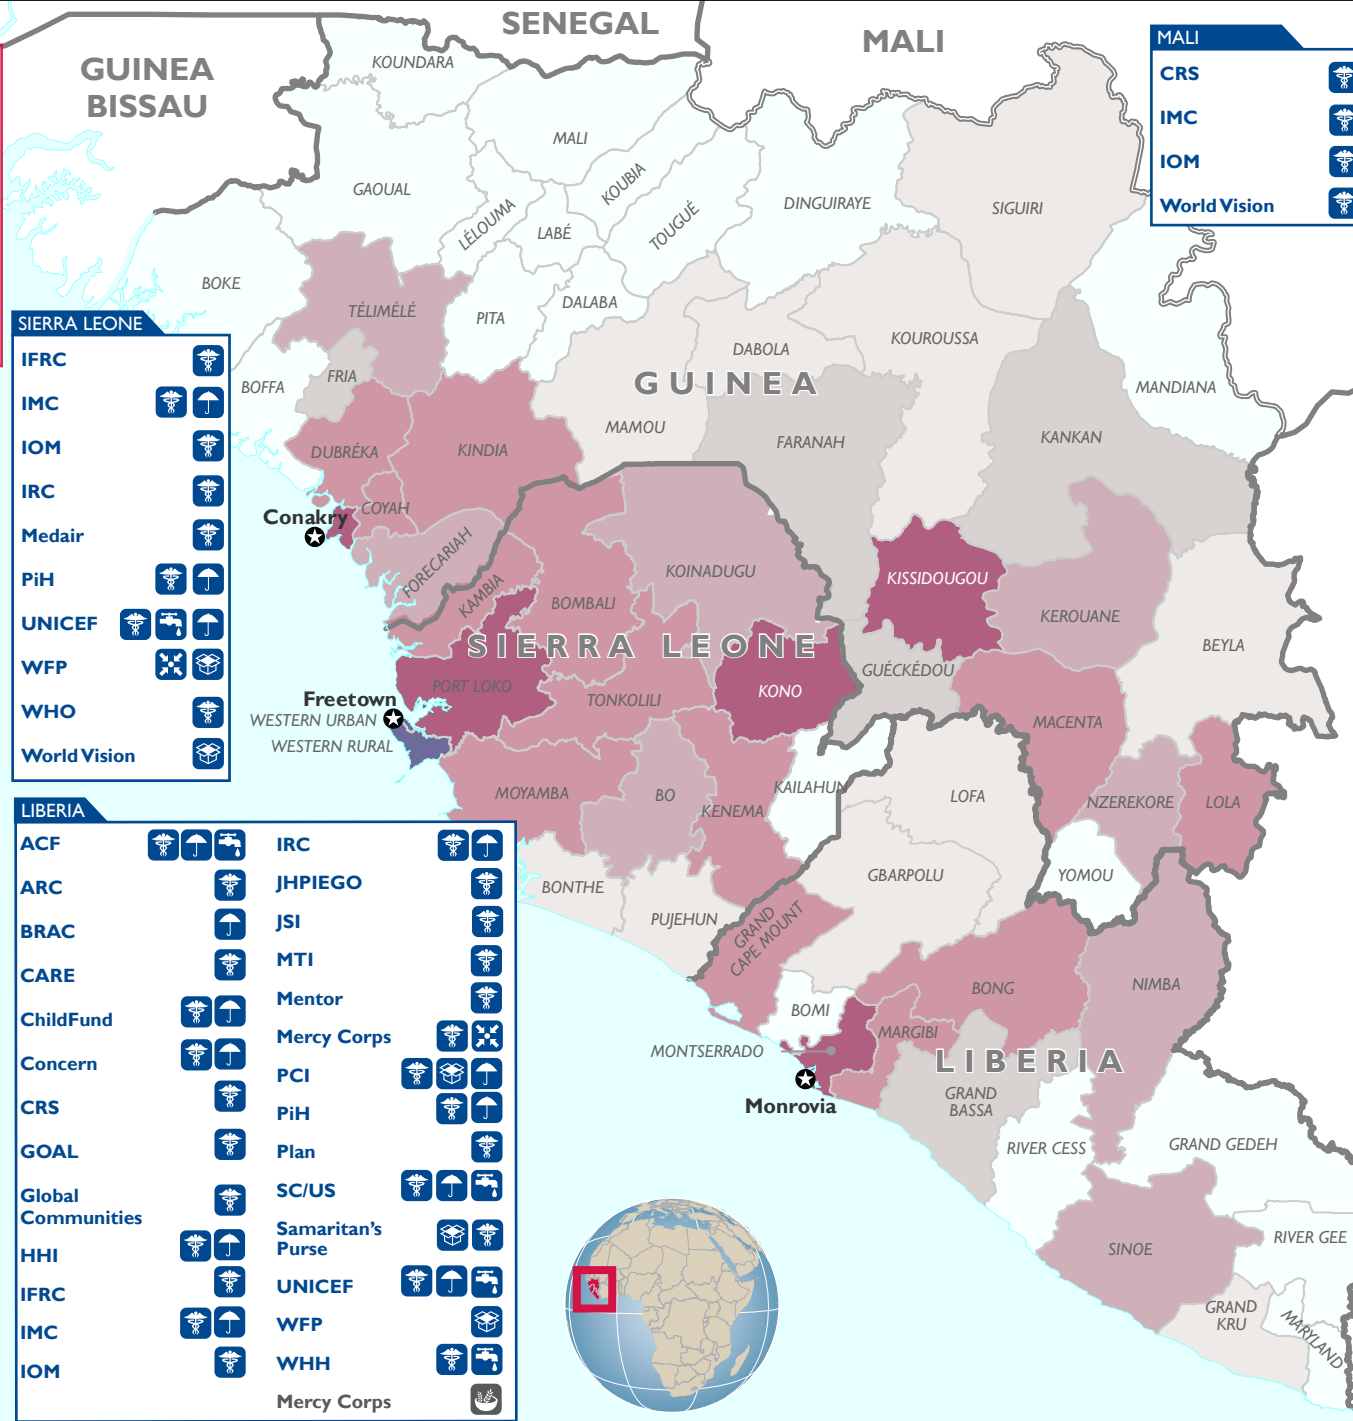 SENEGAL
MALI
GUINEA
BISSAU
MALI
CRS
IMC
IOM
World Vision
KOUNDARA
MALI
GAOUAL
KOUBIA
LÉLOUMA
LABÉ
TOUGUÉ
DINGUIRAYE
SIGUIRI
BOKE
TÉLIMÉLÉ
PITA
DALABA
DABOLA
KOUROUSSA
MANDIANA
FRIA
BOFFA
GUINEA
MAMOU
FARANAH
KANKAN
DUBRÉKA
KINDIA
COYAH
Conakry
FORECARIAH
KAMBIA
BOMBALI
KOINADUGU
KISSIDOUGOU
KEROUANE
BEYLA
SIERRA LEONE
GUÉCKÉDOU
PORT LOKO
KONO
TONKOLILI
Freetown
WESTERN URBAN
WESTERN RURAL
MACENTA
MOYAMBA
BO
KENEMA
KAILAHUN
LOFA
NZEREKORE
LOLA
BONTHE
PUJEHUN
GBARPOLU
YOMOU
GRAND
CAPE MOUNT
BOMI
BONG
NIMBA
MARGIBI
MONTSERRADO
LIBERIA
Monrovia
GRAND
BASSA
RIVER CESS
GRAND GEDEH
SINOE
RIVER GEE
GRAND
KRU
MARYLAND
SIERRA LEONE
IFRC
IMC
IOM
IRC
Medair
PiH
UNICEF
WFP
WHO
World Vision
LIBERIA
ACF
ARC
BRAC
CARE
ChildFund
Concern
CRS
GOAL
Global
Communities
HHI
IFRC
IMC
IOM
IRC
JHPIEGO
JSI
MTI
Mentor
Mercy Corps
PCI
PiH
Plan
SC/US
Samaritan's
Purse
UNICEF
WFP
WHH
Mercy Corps